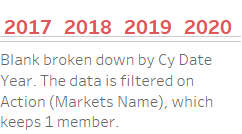 2017 2018 2019 2020
Blank broken down by Cy Date
Year. The data is filtered on
Action (Markets Name), which
keeps 1 member.